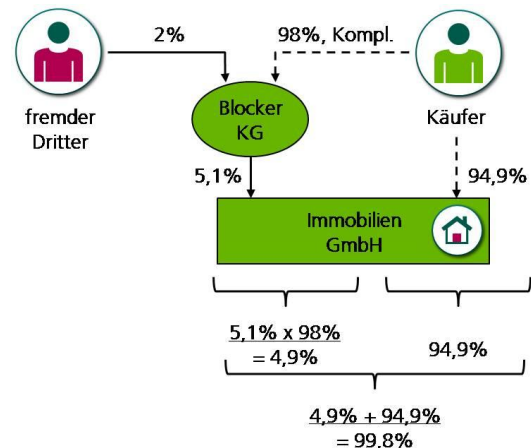 2%
98%, Kompl.
fremder
Dritter
Blocker
KG
Käufer
5,1%
94,9%
Immobilien
GmbH
5,1% x 98%
= 4,9%
94,9%
4,9% + 94,9%
= 99,8%